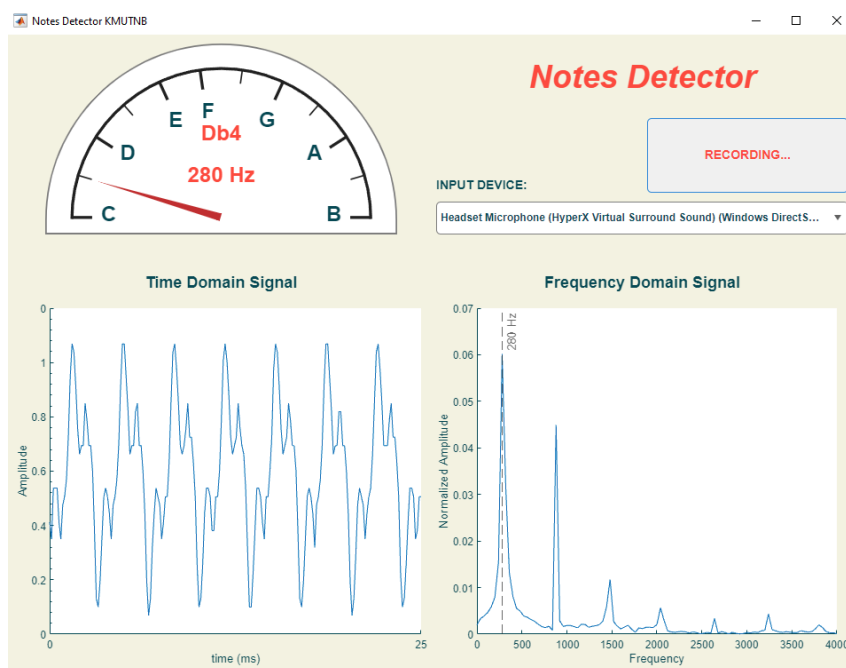 Notes Detector KMUTNB
Notes Detector
C
D
E
F
G
A
B
Db4
280 Hz
RECORDING...
INPUT DEVICE:
Headset Microphone (HyperX Virtual Surround Sound) (Windows DirectS...
Time Domain Signal
0
1
0.8
0.6
0.4
0.2
0
Amplitude
0
25
time (ms)
Frequency Domain Signal
0.07
0.06
0.05
0.04
0.03
0.02
0.01
0
Normalized Amplitude
280 Hz
0
500
1000
1500
2000
2500
3000
3500
4000
Frequency